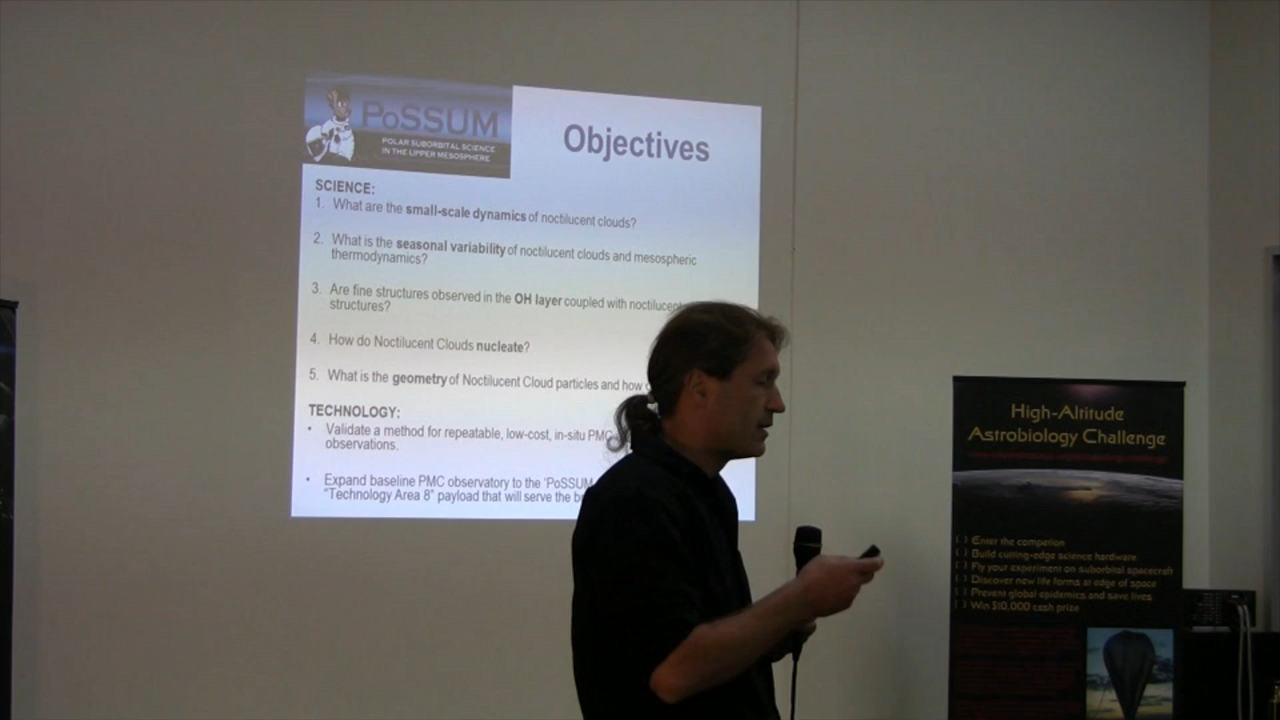 PoSSUM
POLAR SUBORBITAL SCIENCE
IN THE UPPER MESOSPHERE
Objectives
SCIENCE:
1. What are the small-scale dynamics of noctilucent clouds?
2. What is the seasonal variability of noctilucent clouds and mesospheric
thermodynamics?
3. Are fine structures observed in the OH layer coupled with
structures?
4. How do Noctilucent Clouds nucleate?
5. What is the geometry of Noctilucent Cloud particles and how
TECHNOLOGY:
• Validate a method for repeatable, low-cost, in-situ PMC
observations.
• Expand baseline PMC observatory to the 'PoSSUM
"Technology Area 8" payload that will serve the
High-Altitude
Astrobiology Challenge
[ ] Enter the competion
[ ] Build cutting-edge science hardware
[ ] Fly your experiment on suborbital spacecraft
[ ] Discover new life forms at edge of space
[ ] Prevent global epidemics and save lives
[ ] Win $10,000 cash prize